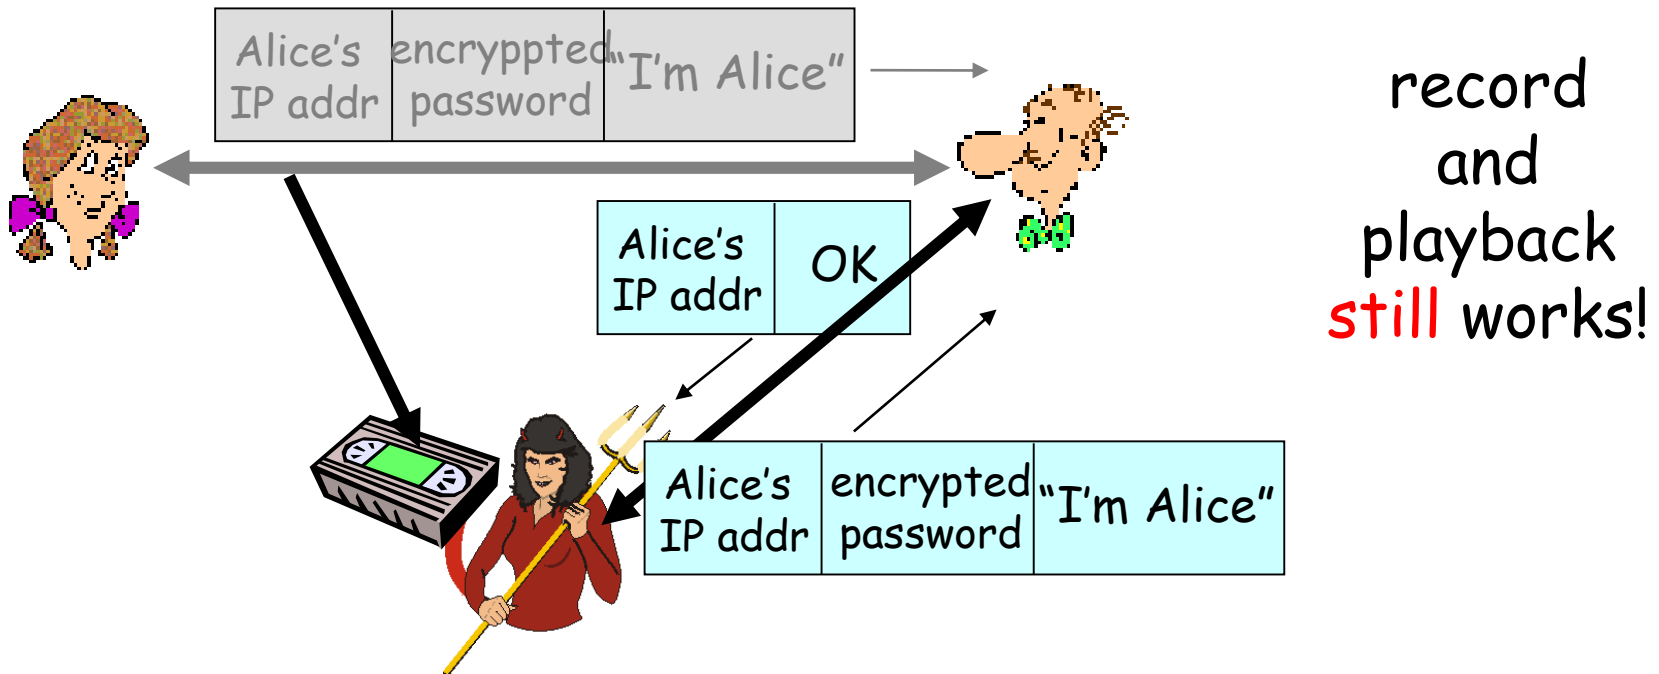 Alice’s
IP addr
encryppted
password
“I’m Alice”
record
and
playback
still works!
Alice’s
IP addr
OK
Alice’s
IP addr
encrypted
password
“I’m Alice”